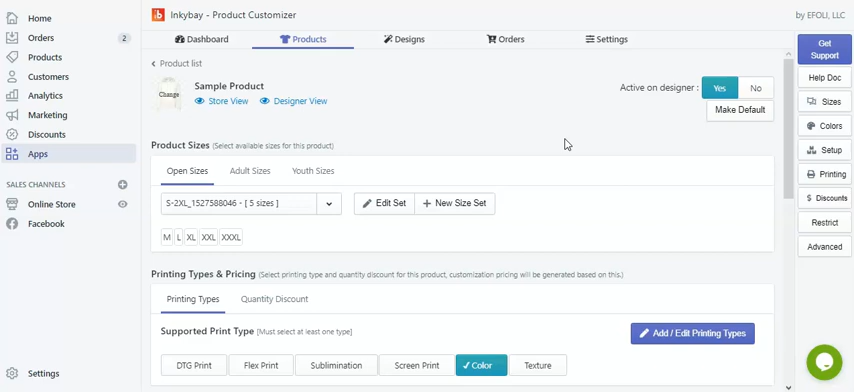 Inkybay - Product Customizer
by EFOLI, LLC
Home
Orders
2
Products
Customers
Analytics
Marketing
Discounts
Apps
SALES CHANNELS
Online Store
Facebook
Settings
Dashboard
Products
Designs
Orders
Settings
Product list
Change
Sample Product
Store View
Designer View
Active on designer :
Yes
No
Make Default
Product Sizes (Select available sizes for this product)
Open Sizes
Adult Sizes
Youth Sizes
S-2XL_1527588046 - [ 5 sizes ]
Edit Set
New Size Set
M L XL XXL XXXL
Printing Types & Pricing (Select printing type and quantity discount for this product, customization pricing will be generated based on this.)
Printing Types
Quantity Discount
Supported Print Type [Must select at least one type]
Add / Edit Printing Types
DTG Print
Flex Print
Sublimination
Screen Print
Color
Texture
Get
Support
Help Doc
Sizes
Colors
Setup
Printing
$ Discounts
Restrict
Advanced